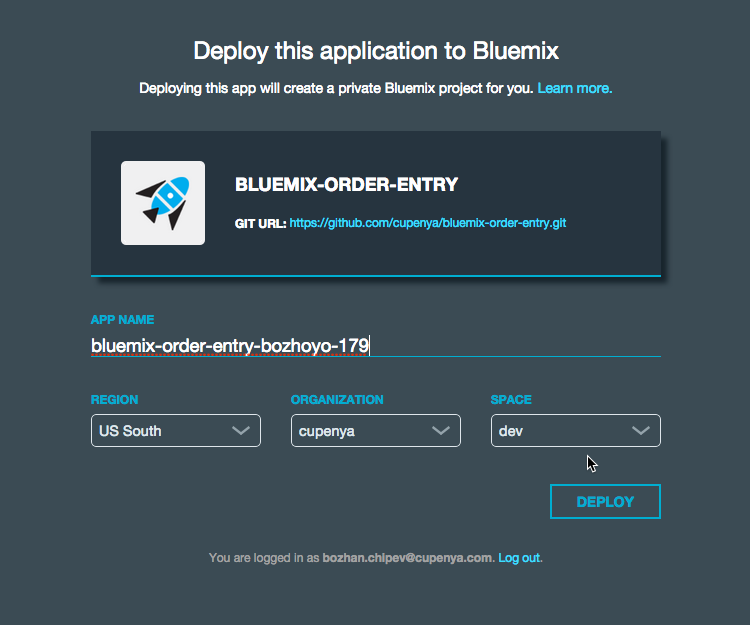 Deploy this application to Bluemix
Deploying this app will create a private Bluemix project for you. Learn more.
BLUEMIX-ORDER-ENTRY
GIT URL: https://github.com/cupenya/bluemix-order-entry.git
APP NAME
bluemix-order-entry-bozhoyo-179
REGION ORGANIZATION SPACE
US South cupenya dev
DEPLOY
You are logged in as bozhan.chipev@cupenya.com. Log out.